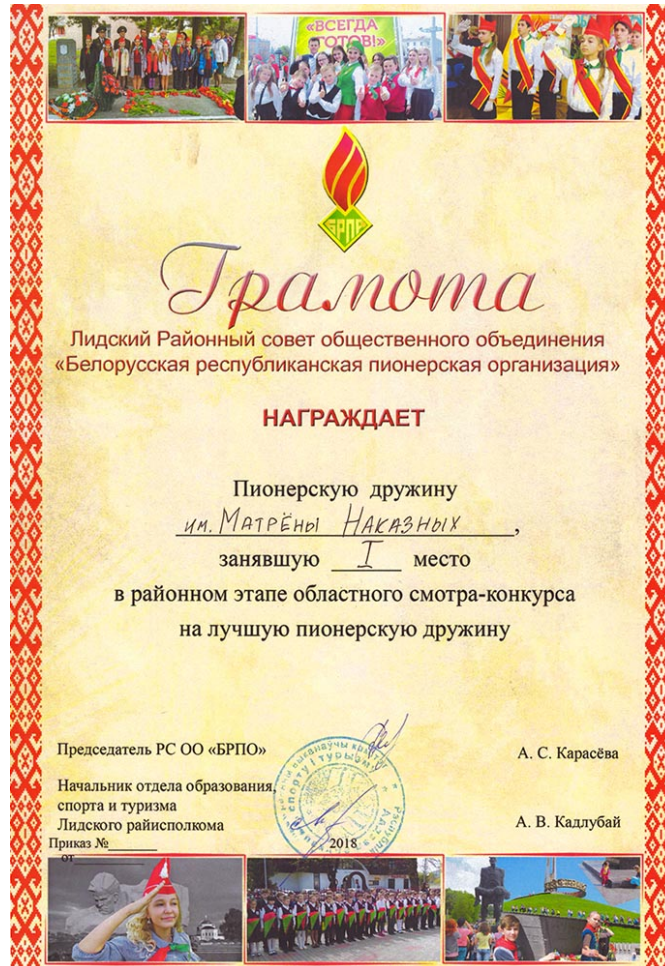 «ВСЕГДА
ГОТОВ!»
БРПО
Грамота
Лидский Районный совет общественного объединения
«Белорусская республиканская пионерская организация»
НАГРАЖДАЕТ
Пионерскую дружину
им. Матрёны Наказных,
занявшую I место
в районном этапе областного смотра-конкурса
на лучшую пионерскую дружину
Председатель РС ОО «БРПО»
А. С. Карасёва
Начальник отдела образования,
спорта и туризма
Лидского райисполкома
А. В. Кадлубай
Приказ №
от
2018